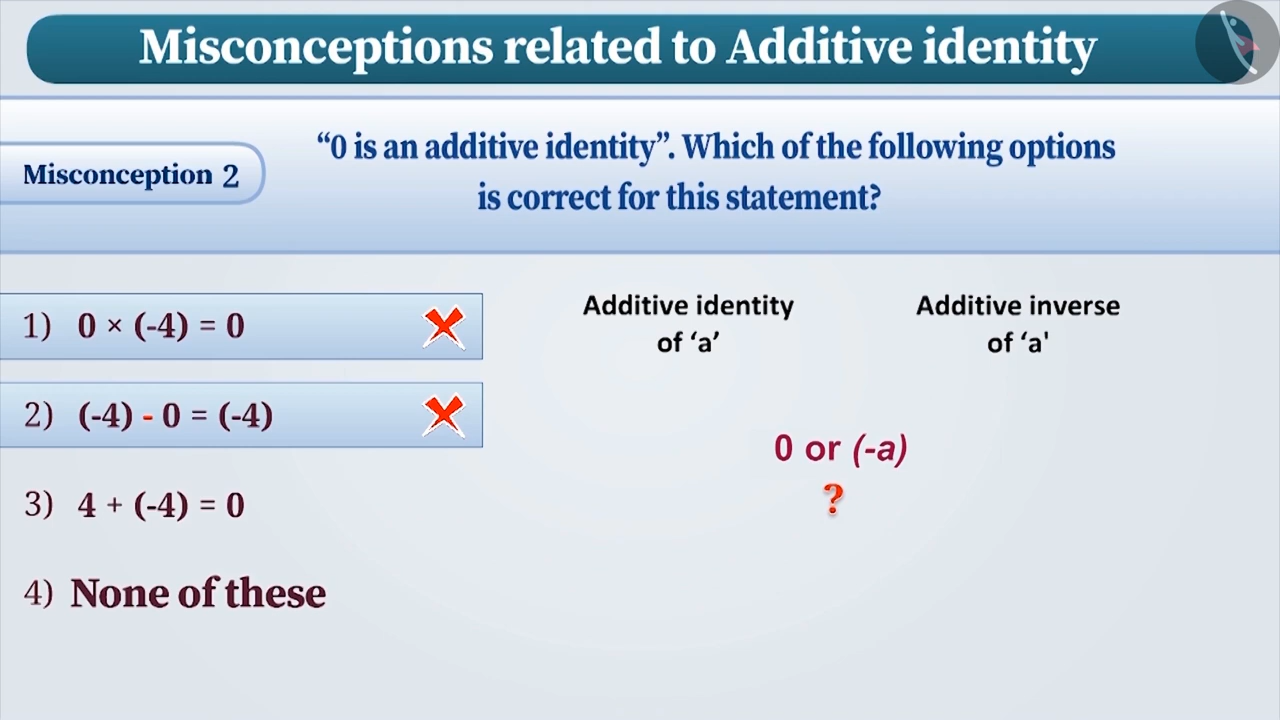 Misconceptions related to Additive identity
Misconception 2
“0 is an additive identity”. Which of the following options
is correct for this statement?
1) 0 × (-4) = 0
2) (-4) - 0 = (-4)
3) 4 + (-4) = 0
4) None of these
Additive identity
of ‘a’
Additive inverse
of ‘a'
0 or (-a)
?